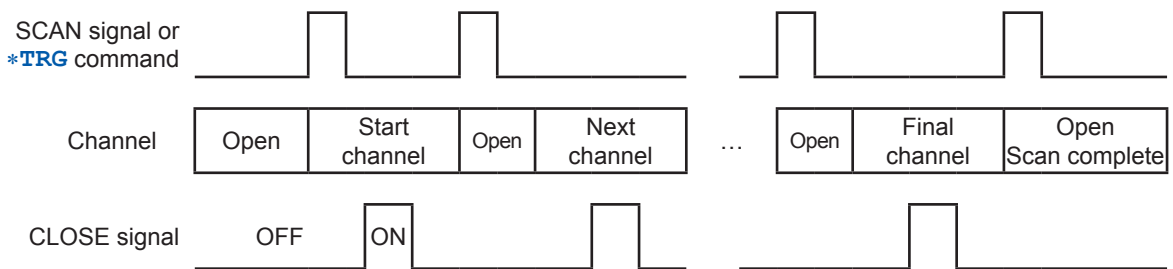 SCAN signal or
*TRG command
Channel
Open
Start
channel
Open
Next
channel
…
Open
Final
channel
Open
Scan complete
CLOSE signal
OFF
ON